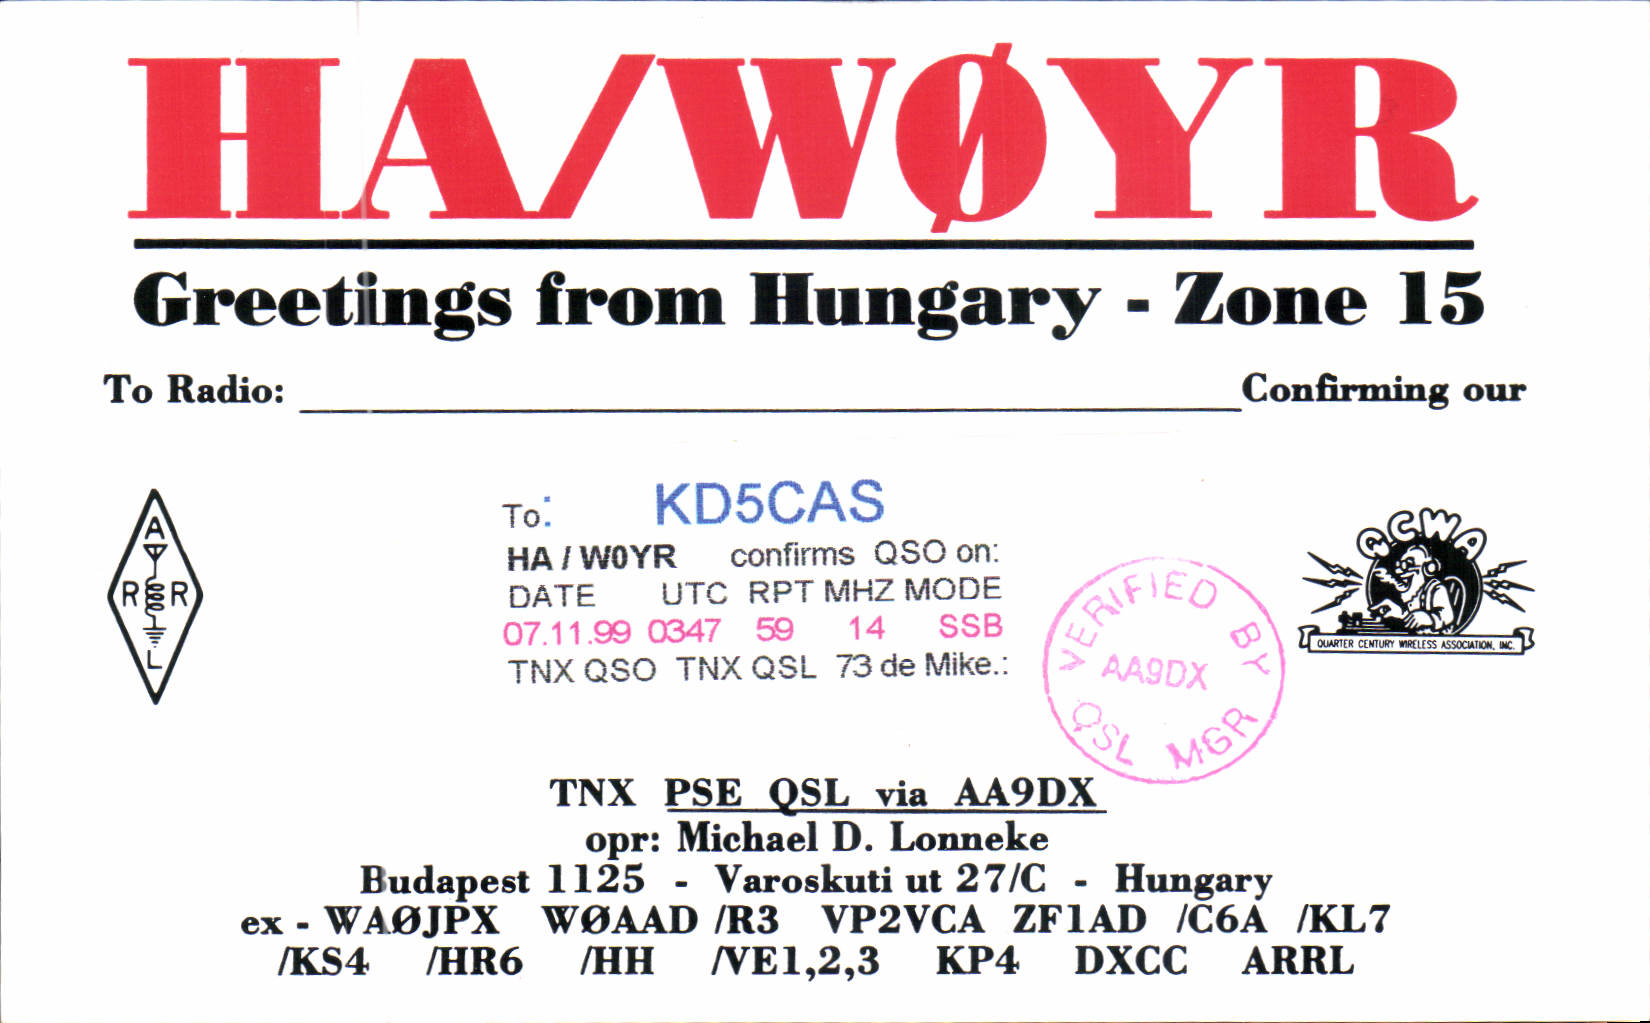 HA/WØYR
Greetings from Hungary - Zone 15
To Radio: Confirming our
To: KD5CAS
HA / W0YR confirms QSO on:
DATE UTC RPT MHZ MODE
07.11.99 0347 59 14 SSB
TNX QSO TNX QSL 73 de Mike.:
A
R R
L
VERIFIED BY
AA9DX
QSL MGR
QCWA
QUARTER CENTURY WIRELESS ASSOCIATION, INC.
TNX PSE QSL via AA9DX
opr: Michael D. Lonneke
Budapest 1125 - Varoskuti ut 27/C - Hungary
ex - WAØJPX WØAAD /R3 VP2VCA ZF1AD /C6A /KL7
/KS4 /HR6 /HH /VE1,2,3 KP4 DXCC ARRL